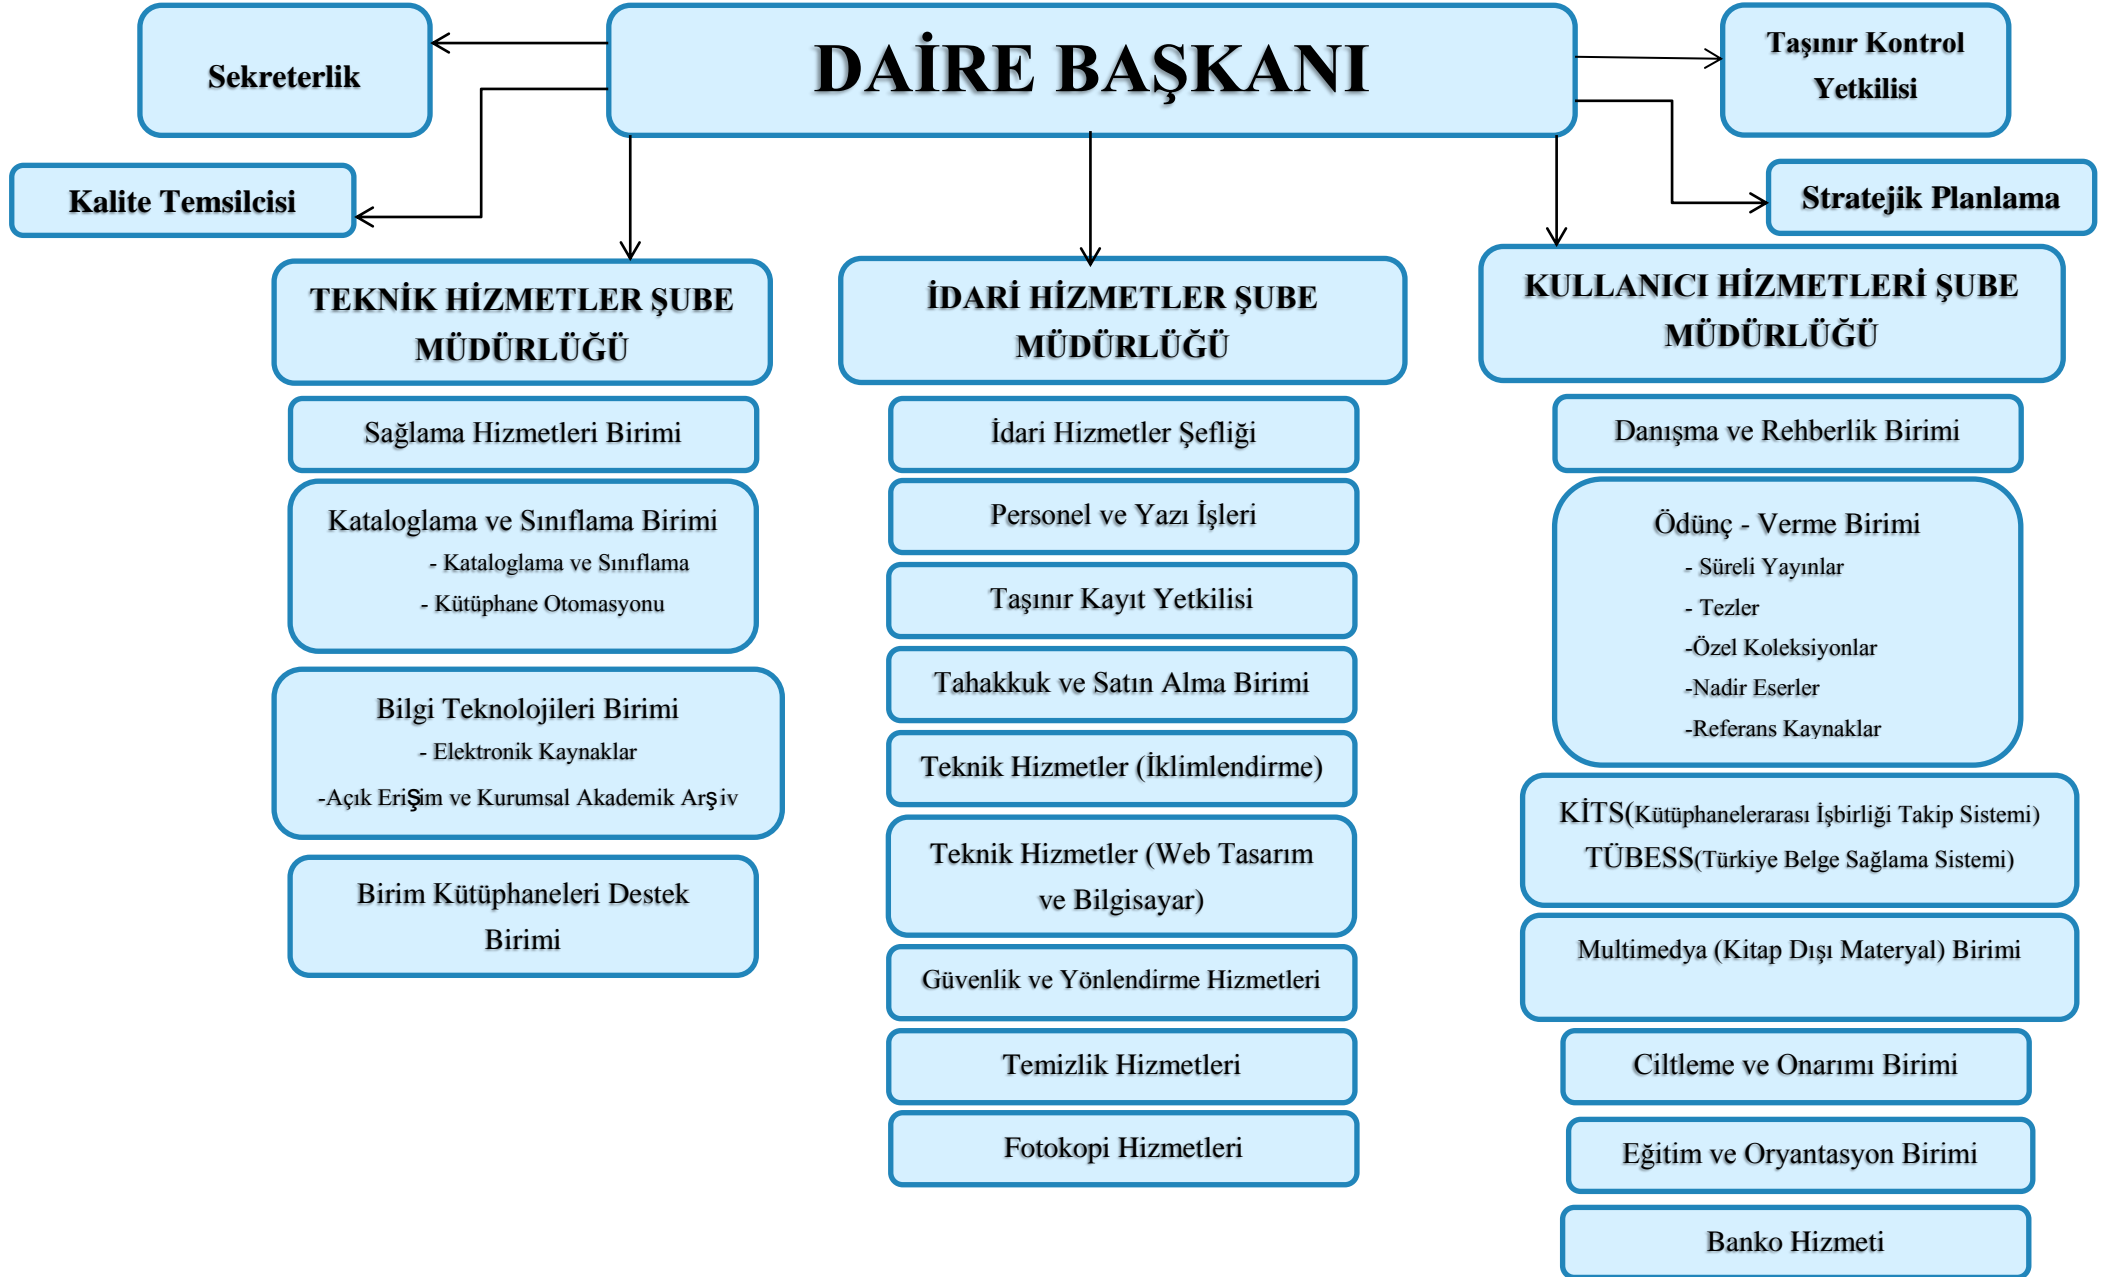 DAİRE BAŞKANI
Sekreterlik
Taşınır Kontrol
Yetkilisi
Kalite Temsilcisi
Stratejik Planlama
TEKNİK HİZMETLER ŞUBE
MÜDÜRLÜĞÜ
Sağlama Hizmetleri Birimi
Kataloglama ve Sınıflama Birimi
- Kataloglama ve Sınıflama
- Kütüphane Otomasyonu
Bilgi Teknolojileri Birimi
- Elektronik Kaynaklar
-Açık Erişim ve Kurumsal Akademik Arşiv
Birim Kütüphaneleri Destek
Birimi
İDARİ HİZMETLER ŞUBE
MÜDÜRLÜĞÜ
İdari Hizmetler Şefliği
Personel ve Yazı İşleri
Taşınır Kayıt Yetkilisi
Tahakkuk ve Satın Alma Birimi
Teknik Hizmetler (İklimlendirme)
Teknik Hizmetler (Web Tasarım
ve Bilgisayar)
Güvenlik ve Yönlendirme Hizmetleri
Temizlik Hizmetleri
Fotokopi Hizmetleri
KULLANICI HİZMETLERİ ŞUBE
MÜDÜRLÜĞÜ
Danışma ve Rehberlik Birimi
Ödünç - Verme Birimi
- Süreli Yayınlar
- Tezler
-Özel Koleksiyonlar
-Nadir Eserler
-Referans Kaynaklar
KİTS(Kütüphanelerarası İşbirliği Takip Sistemi)
TÜBESS(Türkiye Belge Sağlama Sistemi)
Multimedya (Kitap Dışı Materyal) Birimi
Ciltleme ve Onarımı Birimi
Eğitim ve Oryantasyon Birimi
Banko Hizmeti